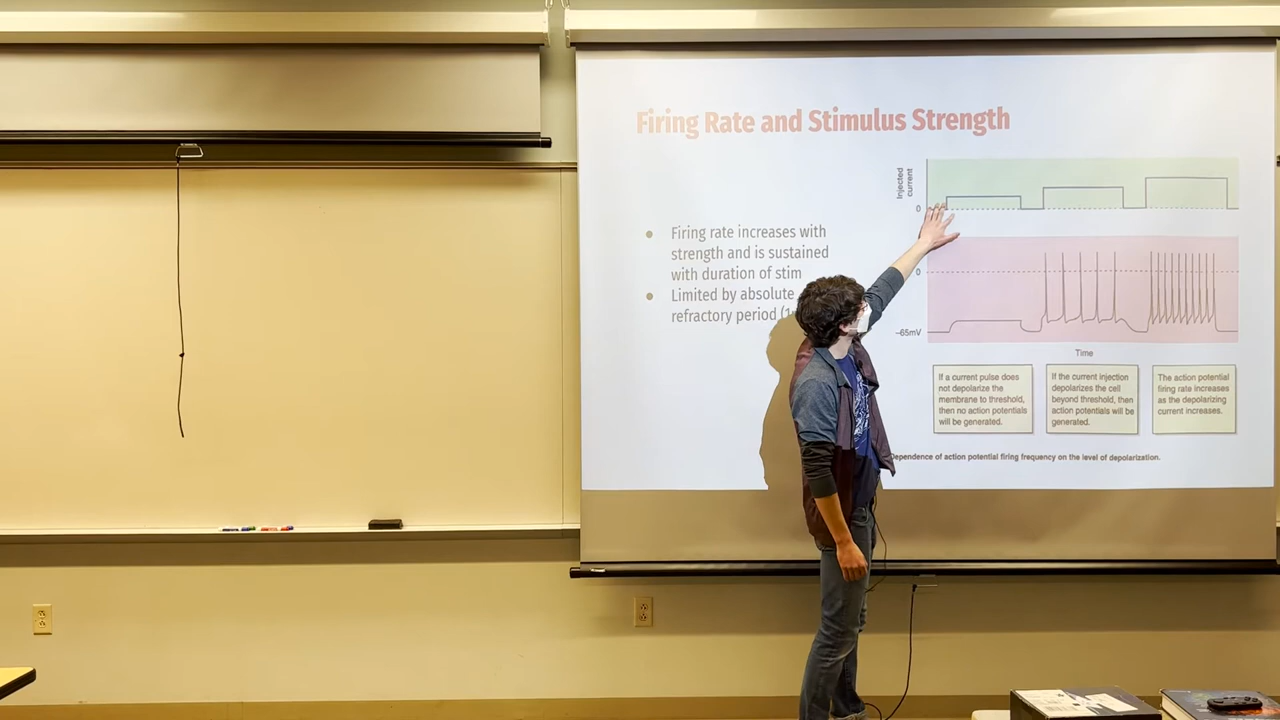 Firing Rate and Stimulus Strength
Injected
current
0
● Firing rate increases with
strength and is sustained
with duration of stim
● Limited by absolute
refractory period
0
–65mV
Time
If a current pulse does
not depolarize the
membrane to threshold,
then no action potentials
will be generated.
If the current injection
depolarizes the cell
beyond threshold, then
action potentials will be
generated.
The action potential
firing rate increases
as the depolarizing
current increases.
Dependence of action potential firing frequency on the level of depolarization.